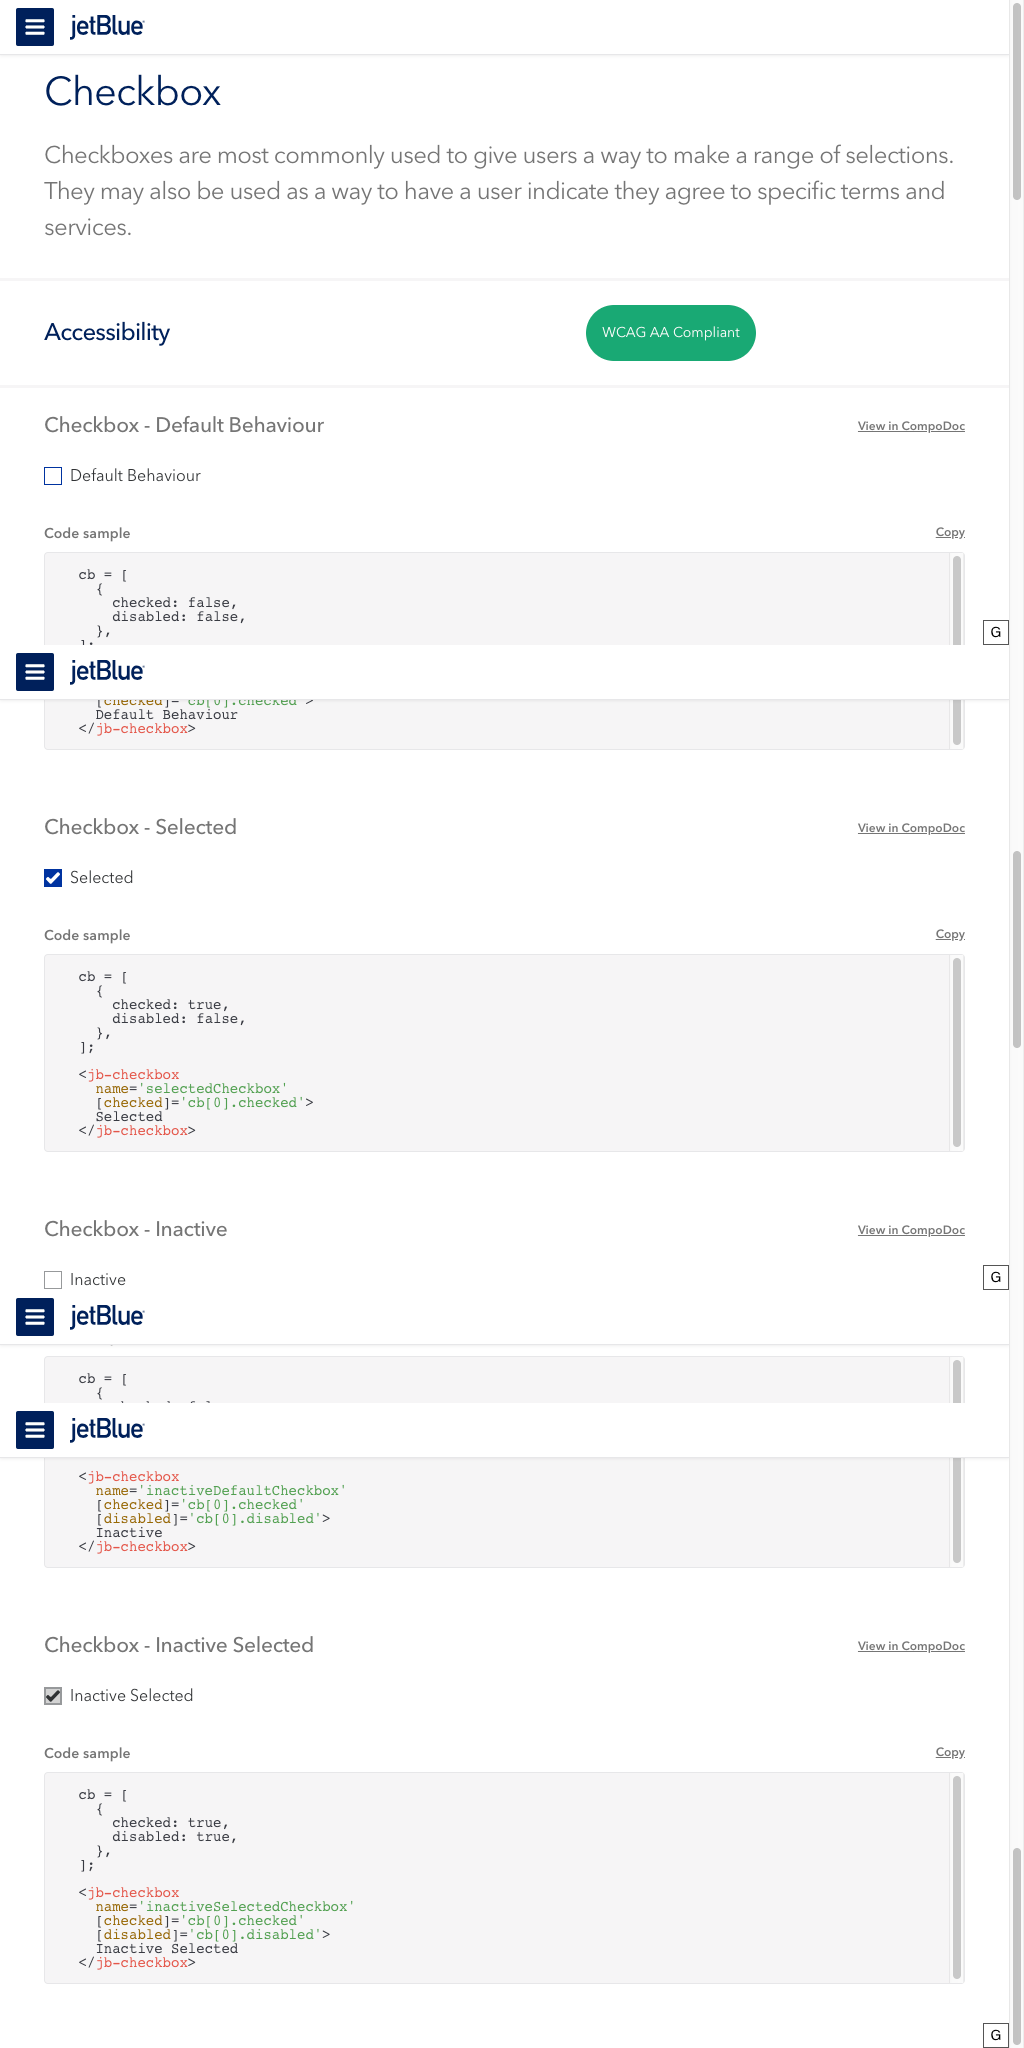 jetBlue
Checkbox
Checkboxes are most commonly used to give users a way to make a range of selections.
They may also be used as a way to have a user indicate they agree to specific terms and
services.
Accessibility
WCAG AA Compliant
Checkbox - Default Behaviour
View in CompoDoc
Default Behaviour
Code sample
Copy
cb = [
{
checked: false,
disabled: false,
},
];
G
jetBlue
[checked]='cb[0].checked'>
Default Behaviour
</jb-checkbox>
Checkbox - Selected
View in CompoDoc
Selected
Code sample
Copy
cb = [
{
checked: true,
disabled: false,
},
];
<jb-checkbox
name='selectedCheckbox'
[checked]='cb[0].checked'>
Selected
</jb-checkbox>
Checkbox - Inactive
View in CompoDoc
Inactive
G
jetBlue
cb = [
{
jetBlue
<jb-checkbox
name='inactiveDefaultCheckbox'
[checked]='cb[0].checked'
[disabled]='cb[0].disabled'>
Inactive
</jb-checkbox>
Checkbox - Inactive Selected
View in CompoDoc
Inactive Selected
Code sample
Copy
cb = [
{
checked: true,
disabled: true,
},
];
<jb-checkbox
name='inactiveSelectedCheckbox'
[checked]='cb[0].checked'
[disabled]='cb[0].disabled'>
Inactive Selected
</jb-checkbox>
G